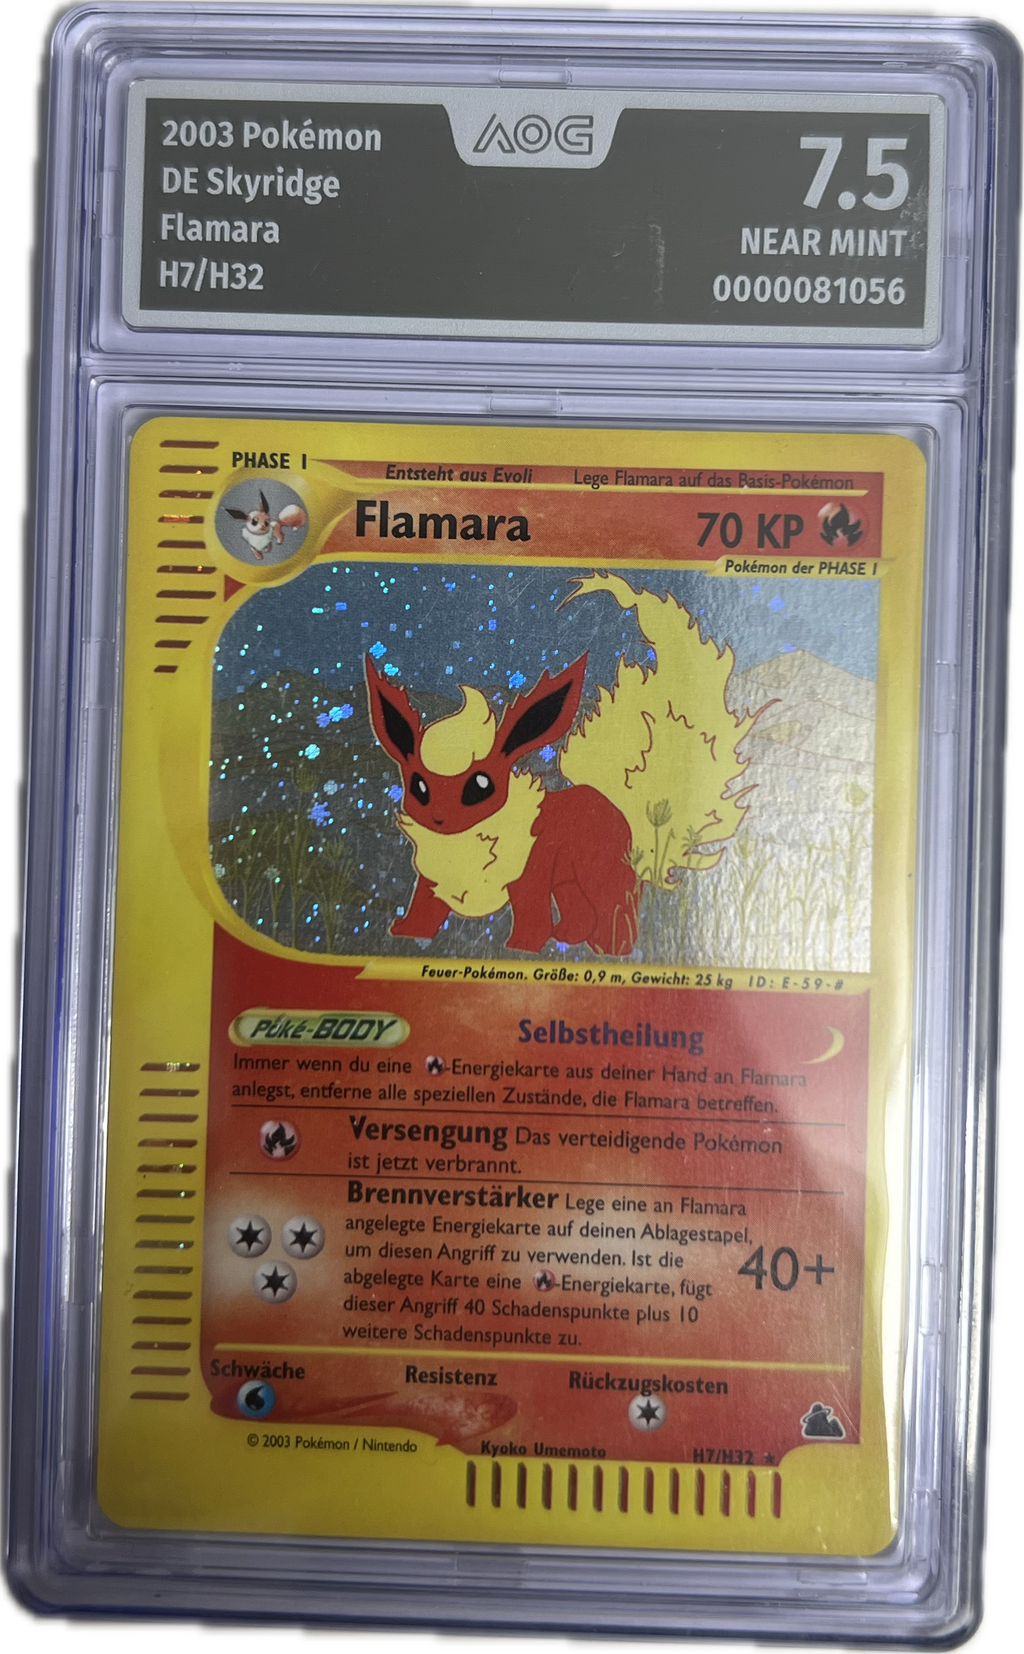 2003 Pokémon
DE Skyridge
Flamara
H7/H32
AOG
7.5
NEAR MINT
0000081056
PHASE 1
Entsteht aus Evoli
Lege Flamara auf das Basis-Pokémon
Flamara
70 KP
Pokémon der PHASE 1
Feuer-Pokémon. Größe: 0,9 m, Gewicht: 25 kg ID: E-59-#
Poké-BODY
Selbstheilung
Immer wenn du eine -Energiekarte aus deiner Hand an Flamara
anlegst, entferne alle speziellen Zustände, die Flamara betreffen.
Versengung Das verteidigende Pokémon
ist jetzt verbrannt.
Brennverstärker Lege eine an Flamara
angelegte Energiekarte auf deinen Ablagestapel,
um diesen Angriff zu verwenden. Ist die
abgelegte Karte eine -Energiekarte, fügt
dieser Angriff 40 Schadenspunkte plus 10
weitere Schadenspunkte zu.
40+
Schwäche
Resistenz
Rückzugskosten
© 2003 Pokémon / Nintendo
Kyoko Umemoto
H7/H32 ★